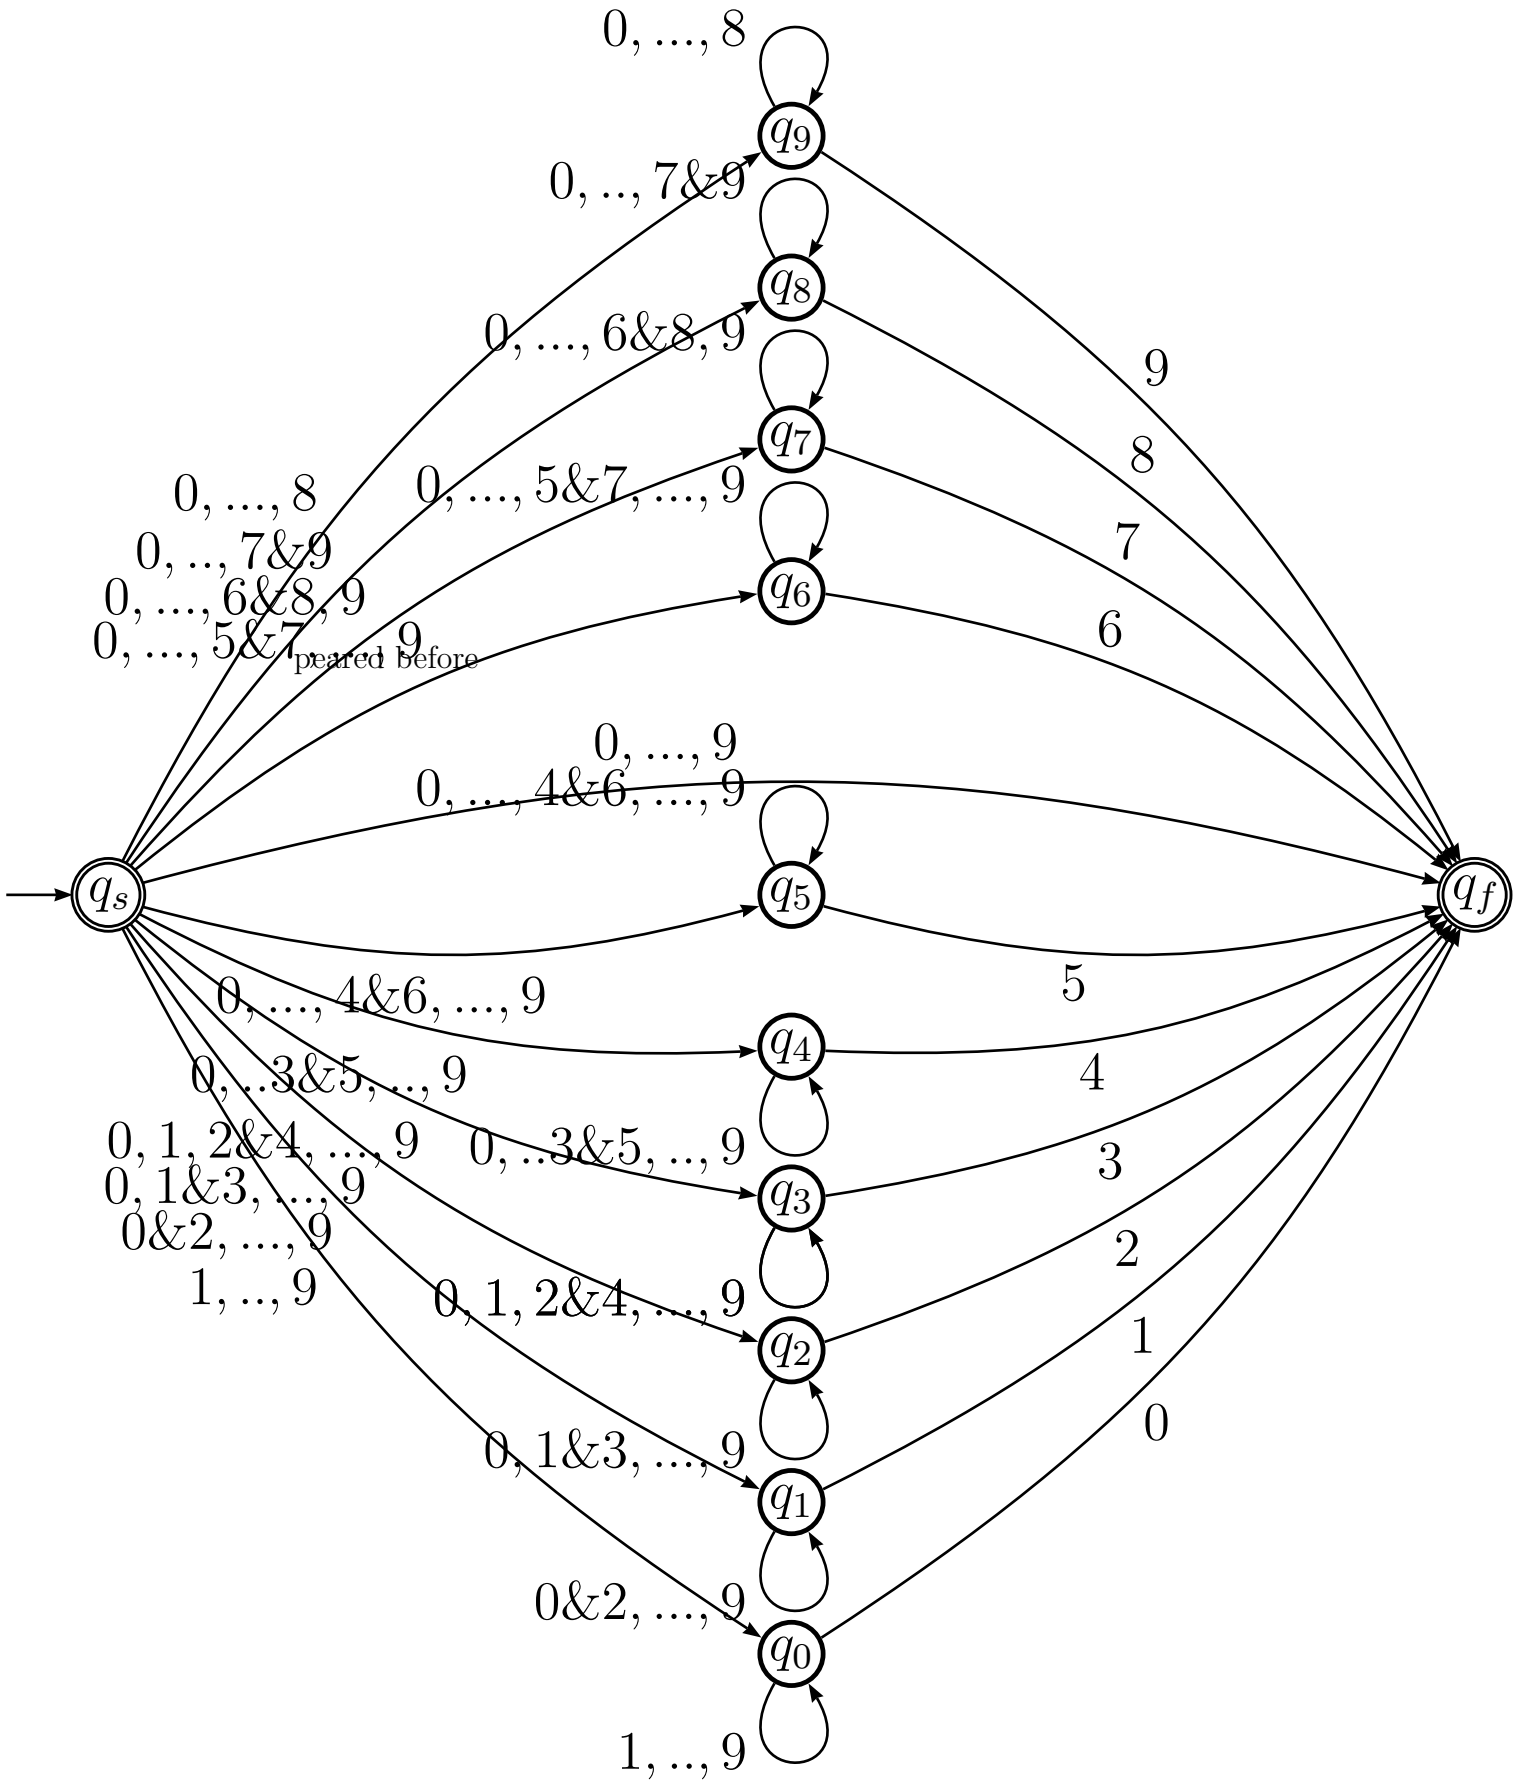 0, ..., 8
q9
0, .., 7&9
q8
0, ..., 6&8, 9
9
q7
8
0, ..., 5&7, ..., 9
0, ..., 8
7
0, .., 7&9
q6
0, ..., 6&8, 9
6
0, ..., 5&7, ..., 9
peared before
0, ..., 9
0, ..., 4&6, ..., 9
qs
q5
qf
5
0, ..., 4&6, ..., 9
q4
4
0, ..3&5, .., 9
0, 1, 2&4, ..., 9
0, ..3&5, .., 9
3
0, 1&3, ..., 9
q3
0&2, ..., 9
2
1, .., 9
0, 1, 2&4, ..., 9
1
q2
0
0, 1&3, ..., 9
q1
0&2, ..., 9
q0
1, .., 9